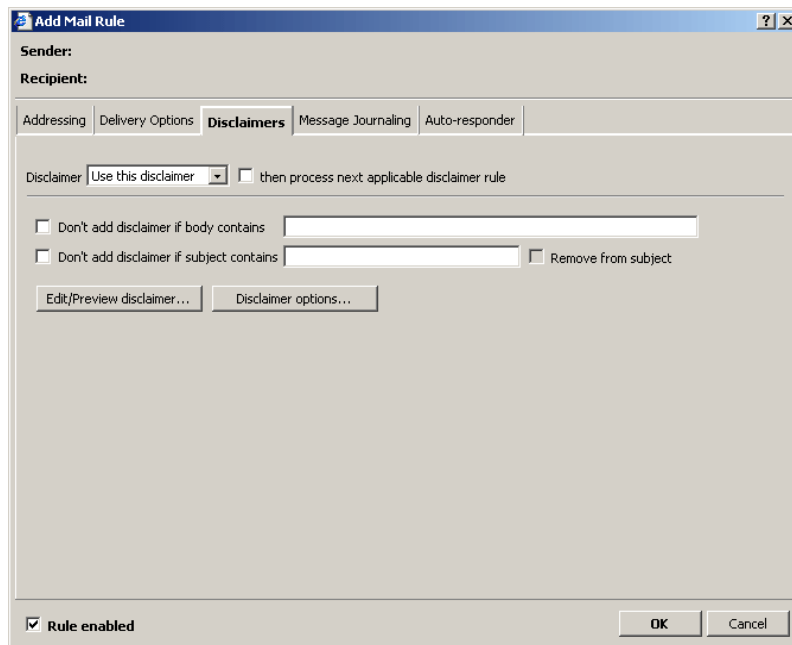 Add Mail Rule
Sender:
Recipient:
Addressing Delivery Options Disclaimers Message Journaling Auto-responder
Disclaimer Use this disclaimer then process next applicable disclaimer rule
Don't add disclaimer if body contains
Don't add disclaimer if subject contains Remove from subject
Edit/Preview disclaimer... Disclaimer options...
Rule enabled OK Cancel